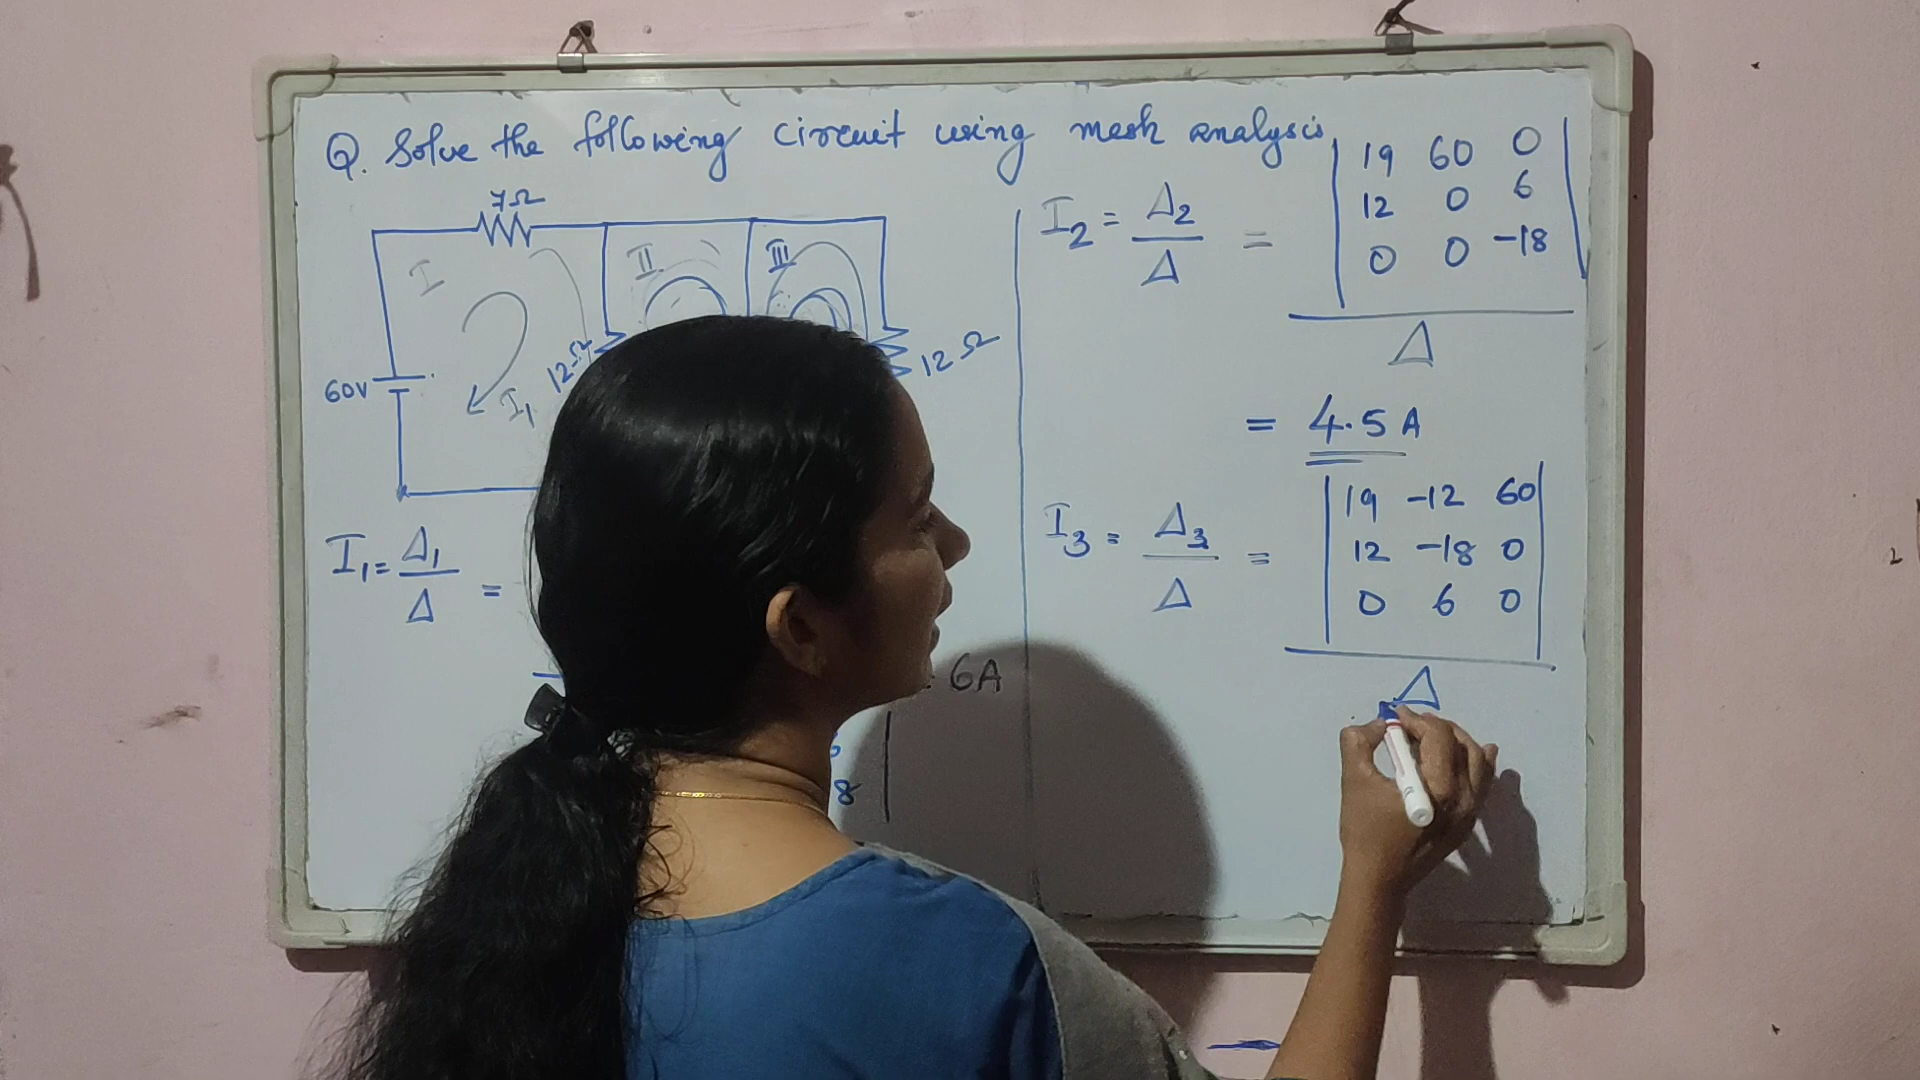 Q. Solve the following circuit using mesh analysis
7Ω
I
II
III
60V
I₁
12Ω
12Ω
I₁ = Δ₁/Δ =
6A
8
I₂ = Δ₂/Δ =
19 60 0
12 0 6
0 0 -18
Δ
= 4.5 A
I₃ = Δ₃/Δ =
19 -12 60
12 -18 0
0 6 0
Δ